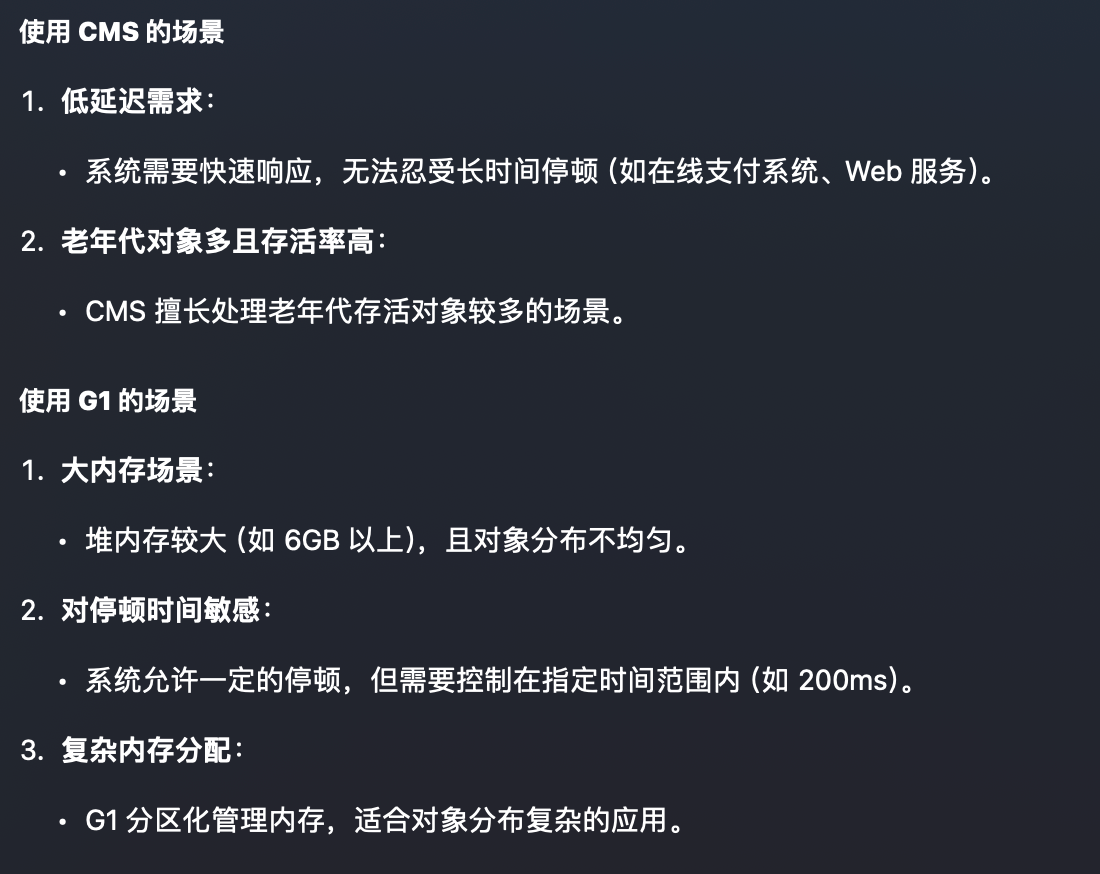 使用 CMS 的场景
1. 低延迟需求：
• 系统需要快速响应，无法忍受长时间停顿（如在线支付系统、Web 服务）。
2. 老年代对象多且存活率高：
• CMS 擅长处理老年代存活对象较多的场景。
使用 G1 的场景
1. 大内存场景：
• 堆内存较大（如 6GB 以上），且对象分布不均匀。
2. 对停顿时间敏感：
• 系统允许一定的停顿，但需要控制在指定时间范围内（如 200ms）。
3. 复杂内存分配：
• G1 分区化管理内存，适合对象分布复杂的应用。